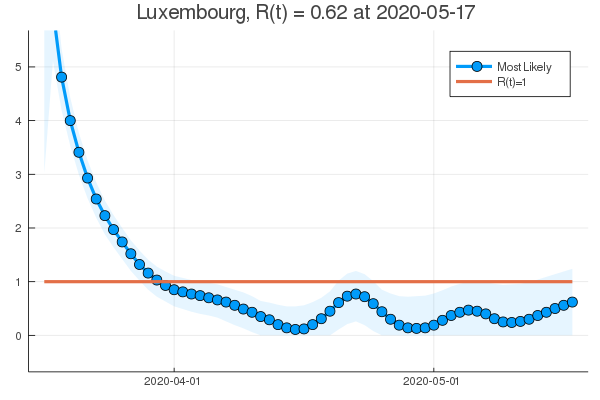 Luxembourg, R(t) = 0.62 at 2020-05-17
Most Likely
R(t)=1
5
4
3
2
1
0
2020-04-01
2020-05-01